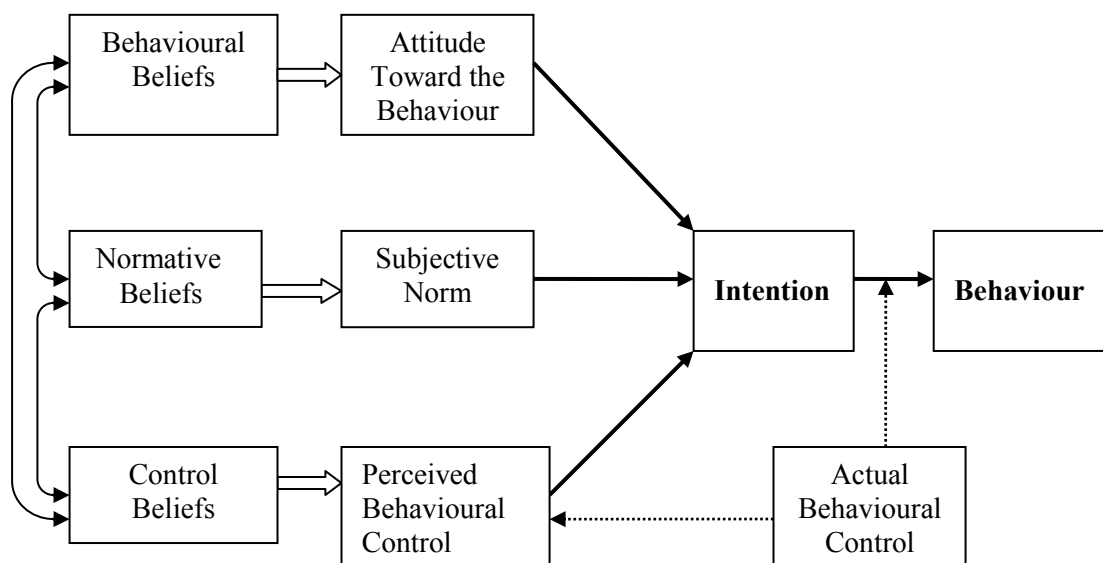 Behavioural
Beliefs
Attitude
Toward the
Behaviour
Normative
Beliefs
Subjective
Norm
Intention
Behaviour
Control
Beliefs
Perceived
Behavioural
Control
Actual
Behavioural
Control